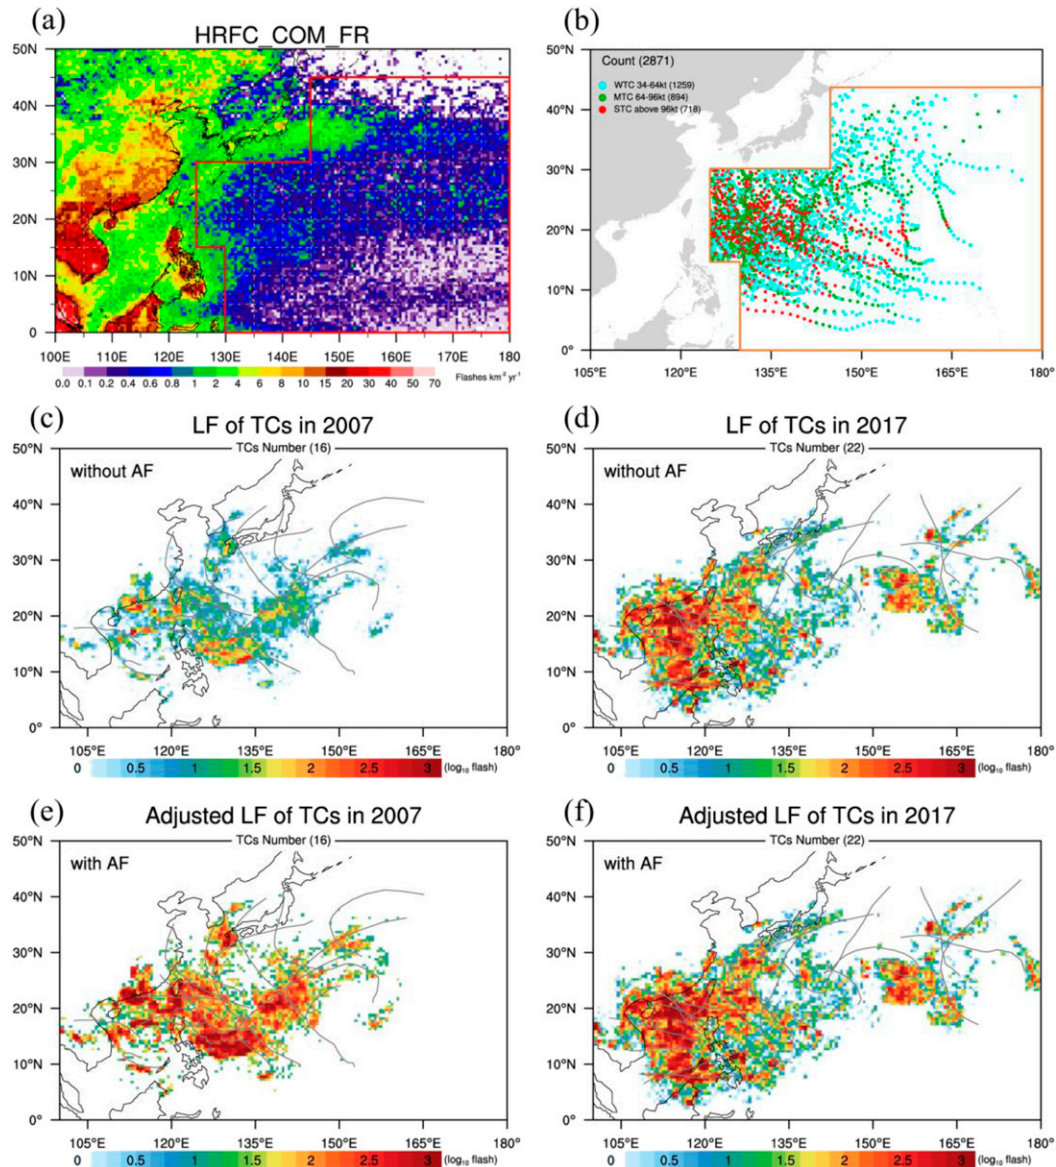 (a)
HRFC_COM_FR
50N
40N
30N
20N
10N
0
100E 110E 120E 130E 140E 150E 160E 170E 180
0.0 0.1 0.2 0.4 0.6 0.8 1 2 4 6 8 10 15 20 30 40 50 70
Flashes km-2 yr-1
(b)
Count (2871)
WTC 34-64kt (1259)
MTC 64-96kt (894)
STC above 96kt (718)
50°N
40°N
30°N
20°N
10°N
0°
105°E 120°E 135°E 150°E 165°E 180°
(c)
LF of TCs in 2007
TCs Number (16)
without AF
50°N
40°N
30°N
20°N
10°N
0°
105°E 120°E 135°E 150°E 165°E 180°
0 0.5 1 1.5 2 2.5 3 (log10 flash)
(d)
LF of TCs in 2017
TCs Number (22)
without AF
50°N
40°N
30°N
20°N
10°N
0°
105°E 120°E 135°E 150°E 165°E 180°
0 0.5 1 1.5 2 2.5 3 (log10 flash)
(e)
Adjusted LF of TCs in 2007
TCs Number (16)
with AF
50°N
40°N
30°N
20°N
10°N
0°
105°E 120°E 135°E 150°E 165°E 180°
0 0.5 1 1.5 2 2.5 3 (log10 flash)
(f)
Adjusted LF of TCs in 2017
TCs Number (22)
with AF
50°N
40°N
30°N
20°N
10°N
0°
105°E 120°E 135°E 150°E 165°E 180°
0 0.5 1 1.5 2 2.5 3 (log10 flash)